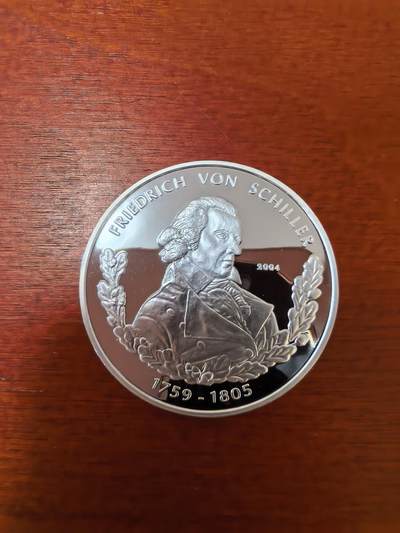 FRIEDRICH VON SCHILLER
2004
1759 - 1805